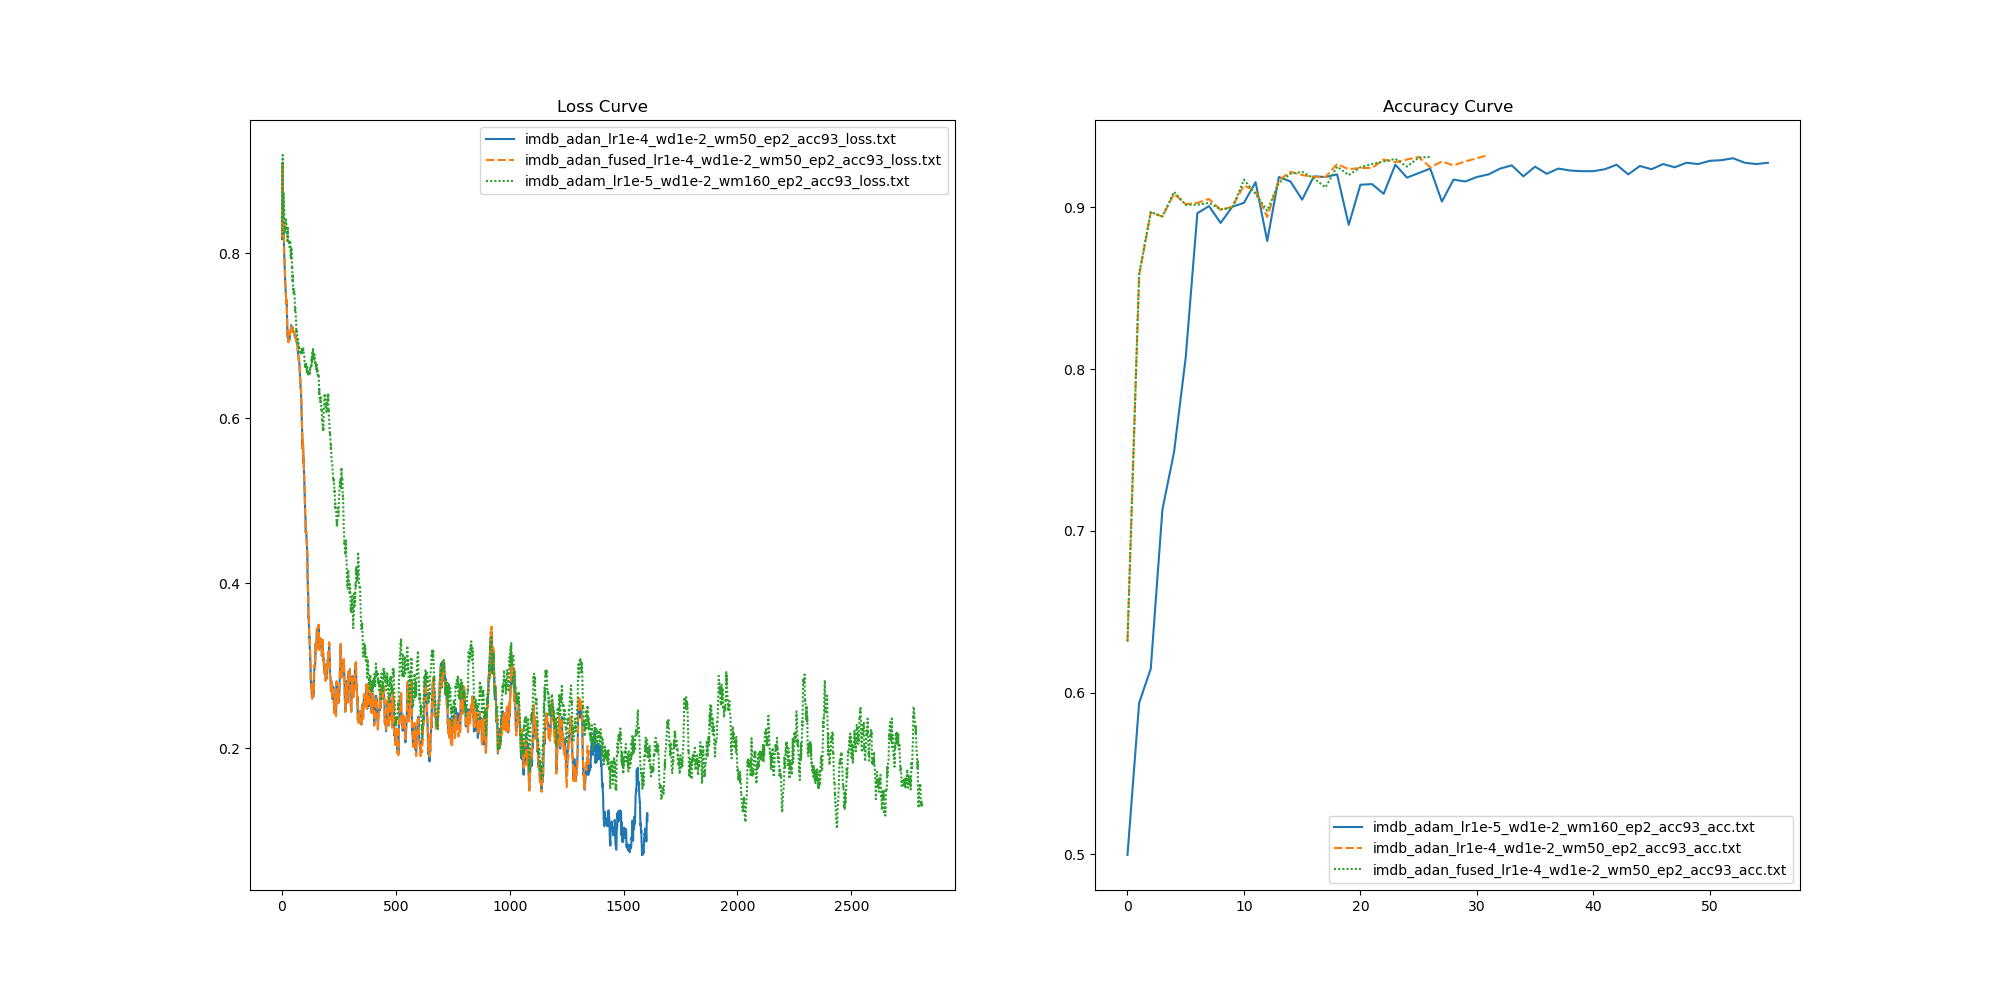 Loss Curve
imdb_adan_lr1e-4_wd1e-2_wm50_ep2_acc93_loss.txt
imdb_adan_fused_lr1e-4_wd1e-2_wm50_ep2_acc93_loss.txt
imdb_adam_lr1e-5_wd1e-2_wm160_ep2_acc93_loss.txt
0.8
0.6
0.4
0.2
0 500 1000 1500 2000 2500
Accuracy Curve
0.9
0.8
0.7
0.6
0.5
imdb_adam_lr1e-5_wd1e-2_wm160_ep2_acc93_acc.txt
imdb_adan_lr1e-4_wd1e-2_wm50_ep2_acc93_acc.txt
imdb_adan_fused_lr1e-4_wd1e-2_wm50_ep2_acc93_acc.txt
0 10 20 30 40 50